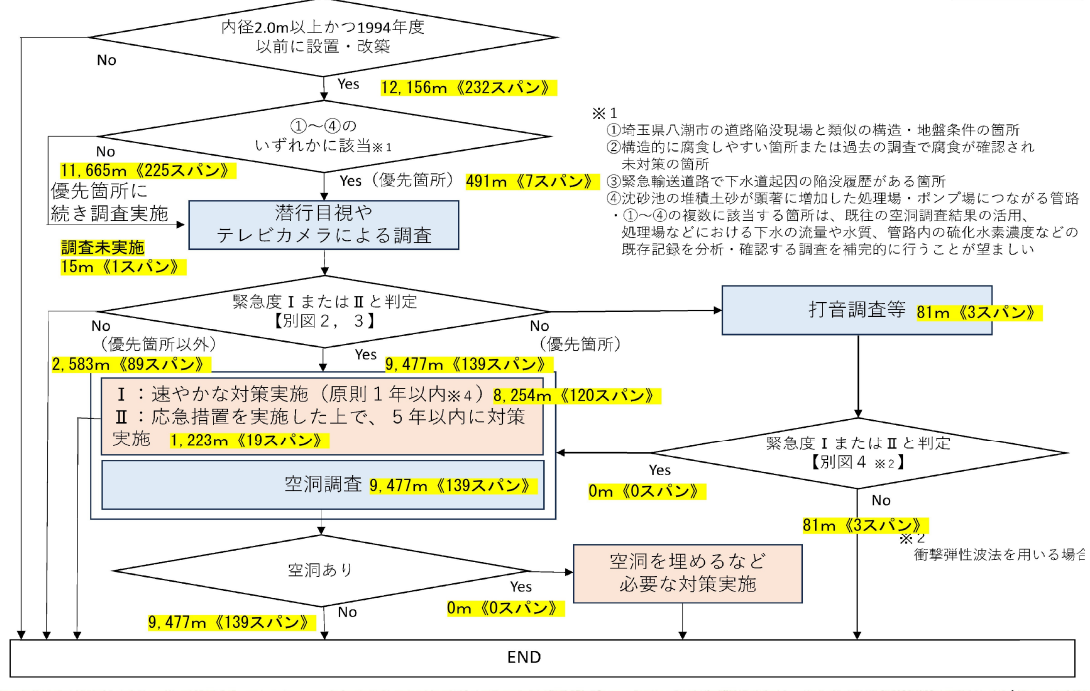 内径2.0m以上かつ1994年度
以前に設置・改築
No
Yes
12,156m《232スパン》
①～④の
いずれかに該当※1
No
11,665m《225スパン》
Yes（優先箇所）
491m《7スパン》
優先箇所に
続き調査実施
潜行目視や
テレビカメラによる調査
調査未実施
15m《1スパン》
※１
①埼玉県八潮市の道路陥没現場と類似の構造・地盤条件の箇所
②構造的に腐食しやすい箇所または過去の調査で腐食が確認され
未対策の箇所
③緊急輸送道路で下水道起因の陥没履歴がある箇所
④沈砂池の堆積土砂が顕著に増加した処理場・ポンプ場につながる管路
・①～④の複数に該当する箇所は、既往の空洞調査結果の活用、
処理場などにおける下水の流量や水質、管路内の硫化水素濃度などの
既存記録を分析・確認する調査を補完的に行うことが望ましい
緊急度ⅠまたはⅡと判定
【別図２，３】
No
（優先箇所以外）
2,583m《89スパン》
Yes
9,477m《139スパン》
No
（優先箇所）
打音調査等
81m《3スパン》
Ⅰ：速やかな対策実施（原則１年以内※４）
8,254m《120スパン》
Ⅱ：応急措置を実施した上で、５年以内に対策
実施
1,223m《19スパン》
空洞調査
9,477m《139スパン》
緊急度ⅠまたはⅡと判定
【別図４ ※２】
Yes
0m《0スパン》
No
81m《3スパン》
※２
衝撃弾性波法を用いる場合
空洞あり
Yes
0m《0スパン》
空洞を埋めるなど
必要な対策実施
No
9,477m《139スパン》
END